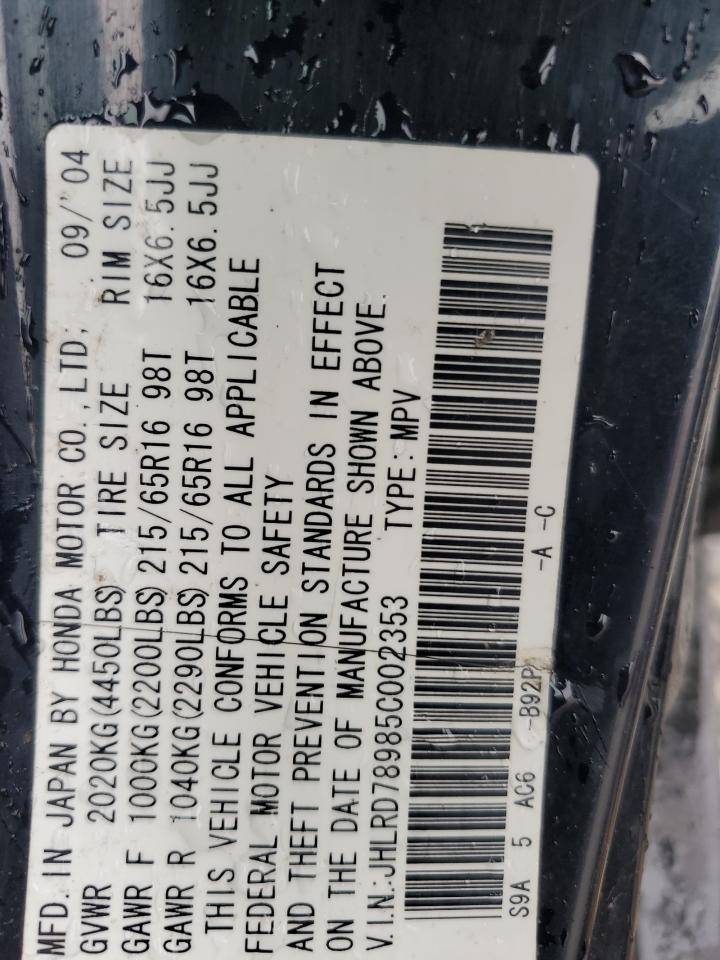 MFD. IN JAPAN BY HONDA MOTOR CO., LTD; 09/'04
GVWR 2020KG(4450LBS) TIRE SIZE RIM SIZE
GAWR F 1000KG(2200LBS) 215/65R16 98T 16X6.5JJ
GAWR R 1040KG(2290LBS) 215/65R16 98T 16X6.5JJ
THIS VEHICLE CONFORMS TO ALL APPLICABLE
FEDERAL MOTOR VEHICLE SAFETY
AND THEFT PREVENTION STANDARDS IN EFFECT
ON THE DATE OF MANUFACTURE SHOWN ABOVE.
V.I.N.:JHLRD78985C002353 TYPE:MPV
S9A 5 AC6 -B92P -A -C